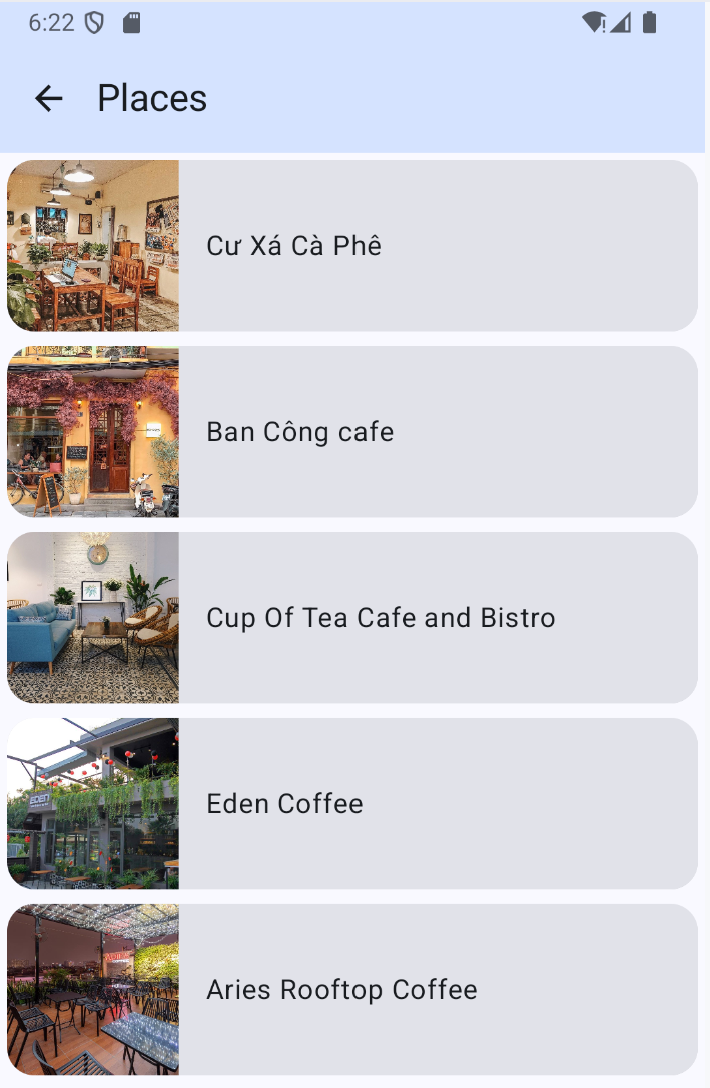 6:22
Places
Cư Xá Cà Phê
Ban Công cafe
Cup Of Tea Cafe and Bistro
Eden Coffee
EDEN
Aries Rooftop Coffee